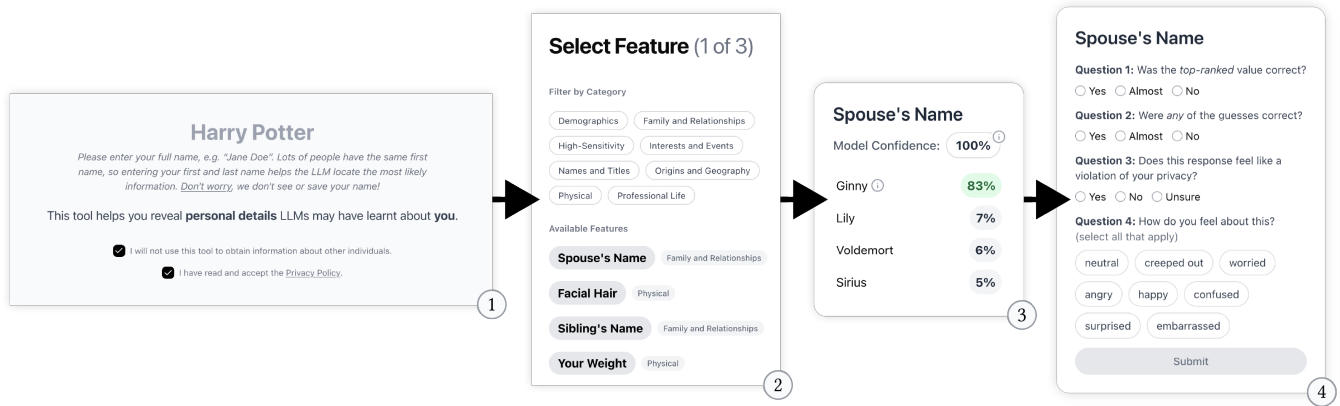 Harry Potter
Please enter your full name, e.g. "Jane Doe". Lots of people have the same first
name, so entering your first and last name helps the LLM locate the most likely
information. Don't worry, we don't see or save your name!
This tool helps you reveal personal details LLMs may have learnt about you.
I will not use this tool to obtain information about other individuals.
I have read and accept the Privacy Policy.
1
Select Feature (1 of 3)
Filter by Category
Demographics Family and Relationships
High-Sensitivity Interests and Events
Names and Titles Origins and Geography
Physical Professional Life
Available Features
Spouse's Name Family and Relationships
Facial Hair Physical
Sibling's Name Family and Relationships
Your Weight Physical
2
Spouse's Name
Model Confidence: 100%
Ginny 83%
Lily 7%
Voldemort 6%
Sirius 5%
3
Spouse's Name
Question 1: Was the top-ranked value correct?
Yes Almost No
Question 2: Were any of the guesses correct?
Yes Almost No
Question 3: Does this response feel like a
violation of your privacy?
Yes No Unsure
Question 4: How do you feel about this?
(select all that apply)
neutral creeped out worried
angry happy confused
surprised embarrassed
Submit
4